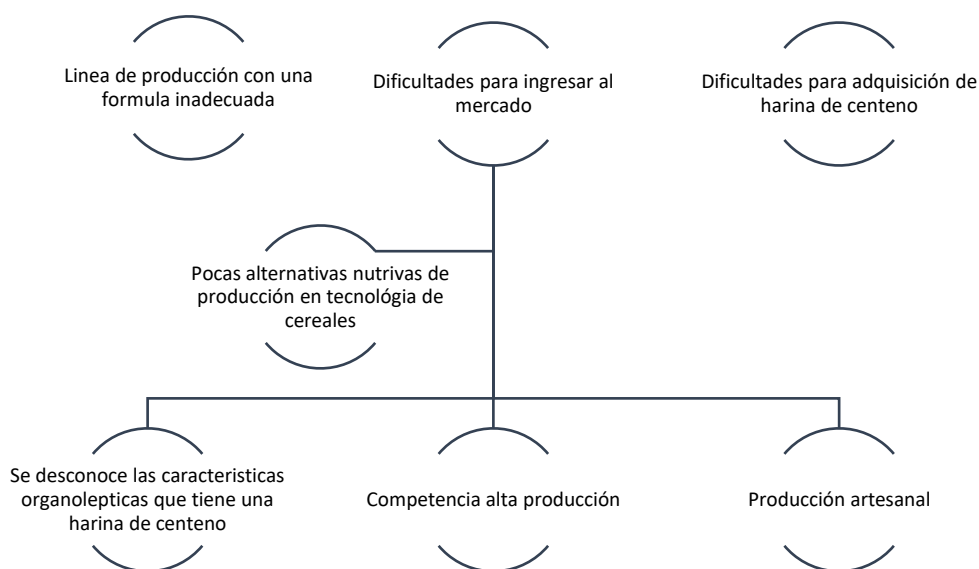 Linea de producción con una
formula inadecuada
Dificultades para ingresar al
mercado
Dificultades para adquisición de
harina de centeno
Pocas alternativas nutrivas de
producción en tecnológia de
cereales
Se desconoce las caracteristicas
organolepticas que tiene una
harina de centeno
Competencia alta producción
Producción artesanal